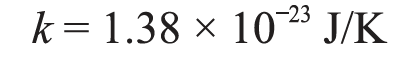 k = 1.38 × 10⁻²³ J/K